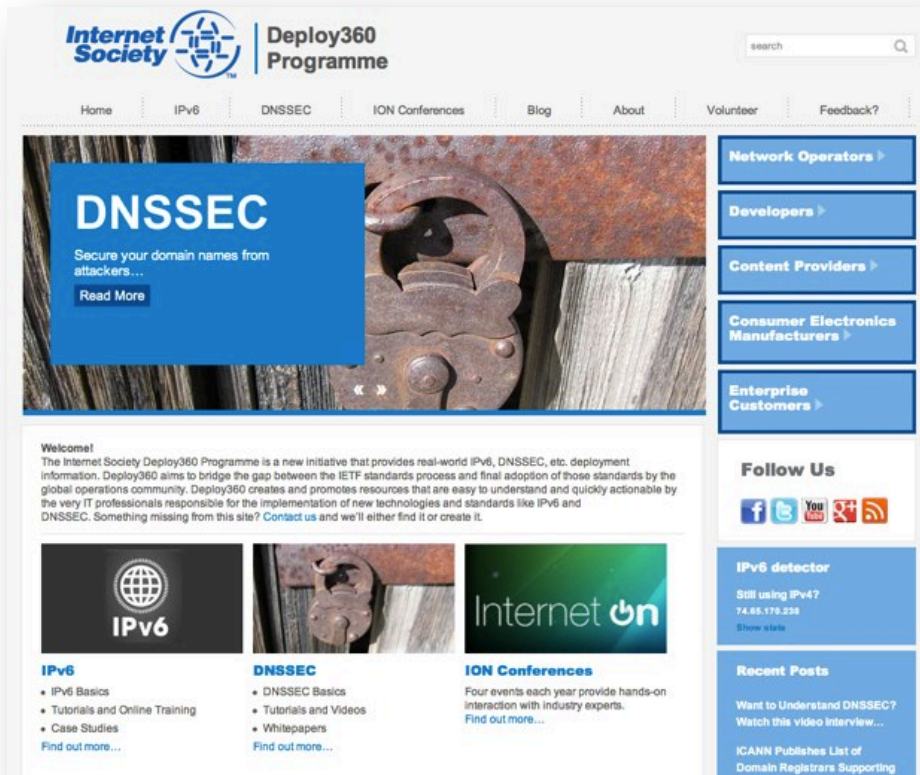 Internet Society ™
Deploy360
Programme
search
Home IPv6 DNSSEC ION Conferences Blog About Volunteer Feedback?
DNSSEC
Secure your domain names from
attackers...
Read More
« »
Network Operators
Developers
Content Providers
Consumer Electronics
Manufacturers
Enterprise
Customers
Welcome!
The Internet Society Deploy360 Programme is a new initiative that provides real-world IPv6, DNSSEC, etc. deployment
information. Deploy360 aims to bridge the gap between the IETF standards process and final adoption of those standards by the
global operations community. Deploy360 creates and promotes resources that are easy to understand and quickly actionable by
the very IT professionals responsible for the implementation of new technologies and standards like IPv6 and
DNSSEC. Something missing from this site? Contact us and we'll either find it or create it.
IPv6
IPv6
• IPv6 Basics
• Tutorials and Online Training
• Case Studies
Find out more...
DNSSEC
• DNSSEC Basics
• Tutorials and Videos
• Whitepapers
Find out more...
Internet on
ION Conferences
Four events each year provide hands-on
interaction with industry experts.
Find out more...
Follow Us
You Tube
IPv6 detector
Still using IPv4?
74.65.170.238
Show stats
Recent Posts
Want to Understand DNSSEC?
Watch this video interview...
ICANN Publishes List of
Domain Registrars Supporting